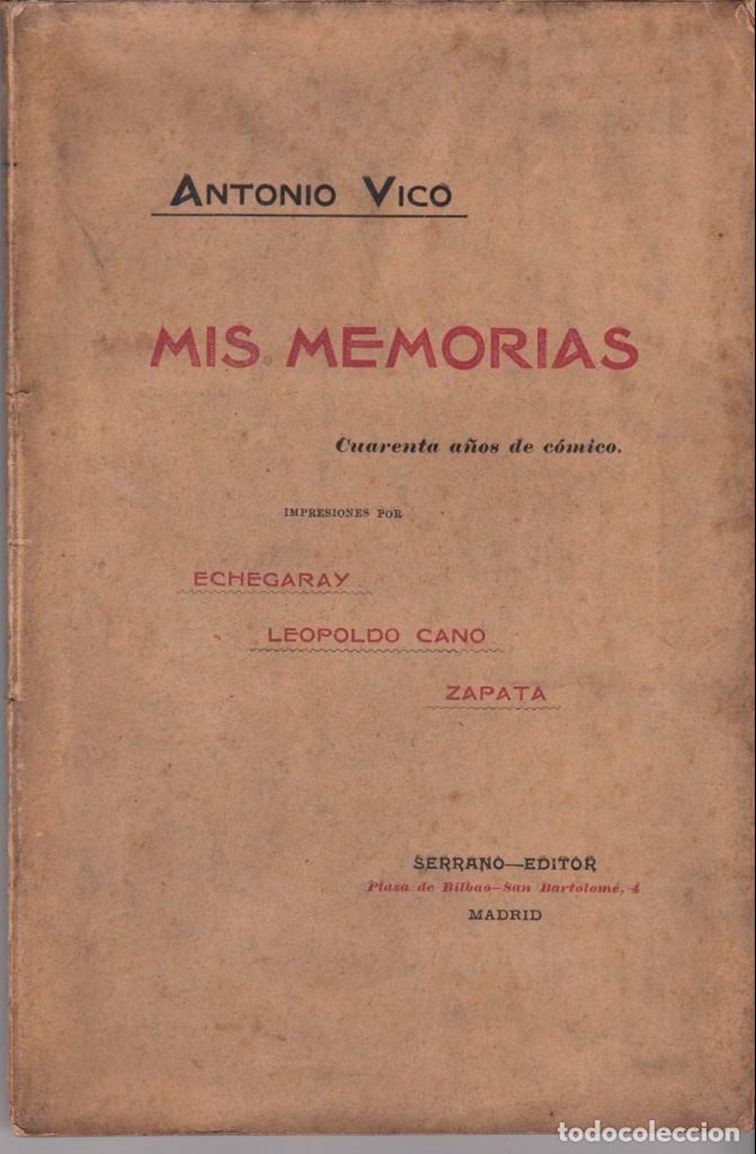 ANTONIO VICO
MIS MEMORIAS
Cuarenta años de cómico.
IMPRESIONES POR
ECHEGARAY
LEOPOLDO CANO
ZAPATA
SERRANO—EDITOR
Plaza de Bilbao—San Bartolomé, 4
MADRID
todocoleccion